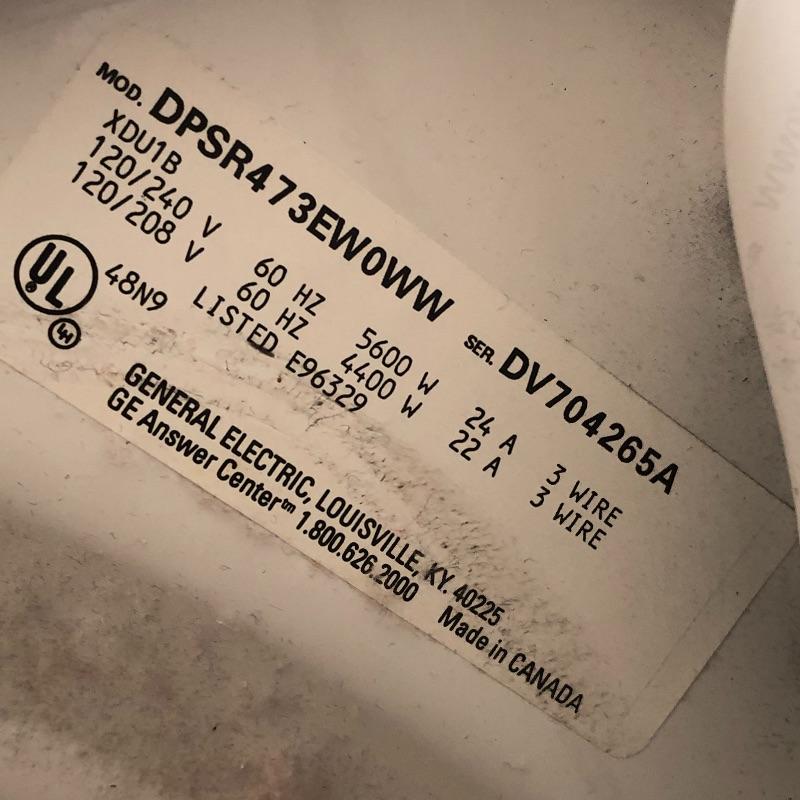 MOD. DPSR473EW0WW SER. DV704265A
XDU1B
120/240 V 60 HZ 5600 W 24 A 3 WIRE
120/208 V 60 HZ 4400 W 22 A 3 WIRE
UL 48N9 LISTED E96329
GENERAL ELECTRIC, LOUISVILLE, KY. 40225
GE Answer Center™ 1.800.626.2000 Made in CANADA